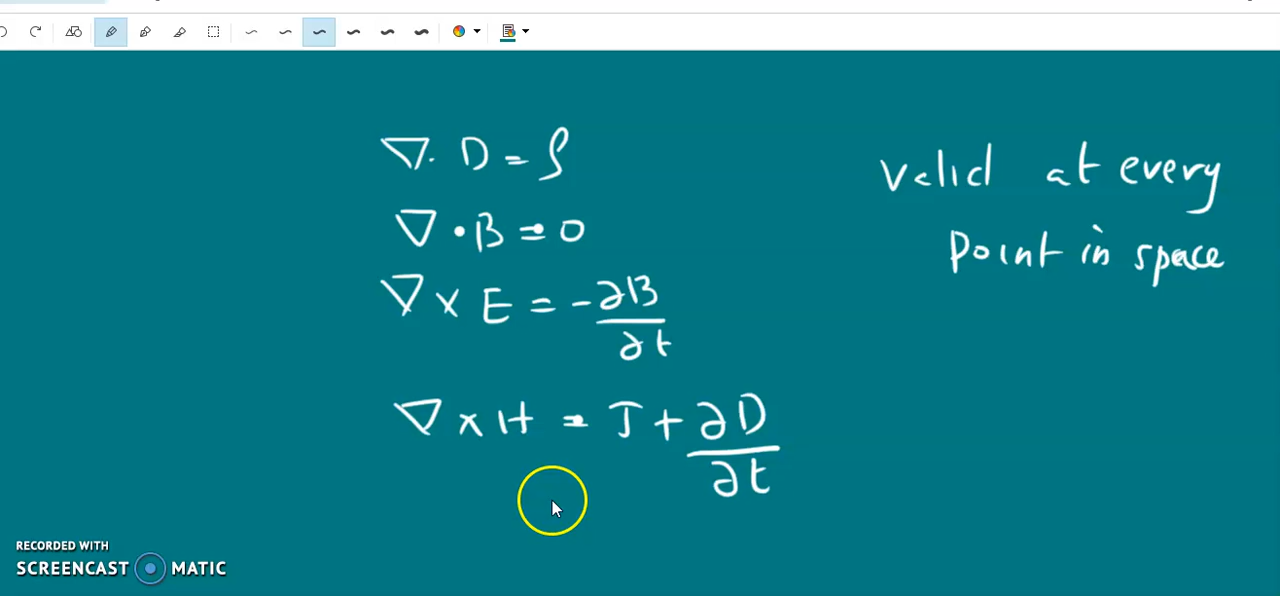 ∇. D = ρ
∇ • B = 0
∇ × E = -∂B/∂t
∇ × H = J + ∂D/∂t
valid at every
Point in space
RECORDED WITH
SCREENCAST MATIC